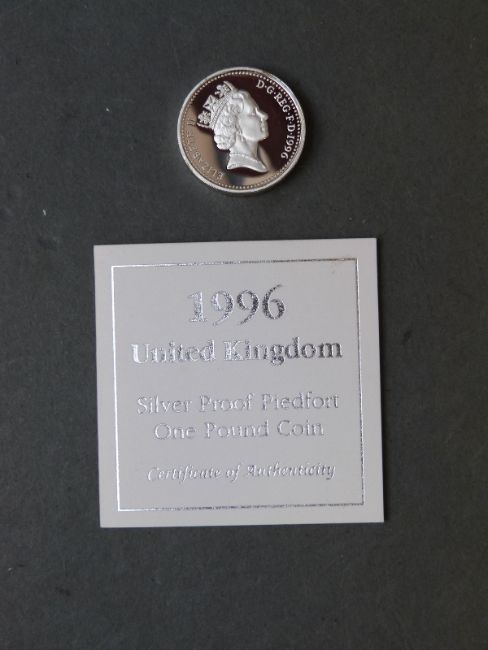 ELIZABETH II D·G·REG·F·D·1996
1996
United Kingdom
Silver Proof Piedfort
One Pound Coin
Certificate of Authenticity